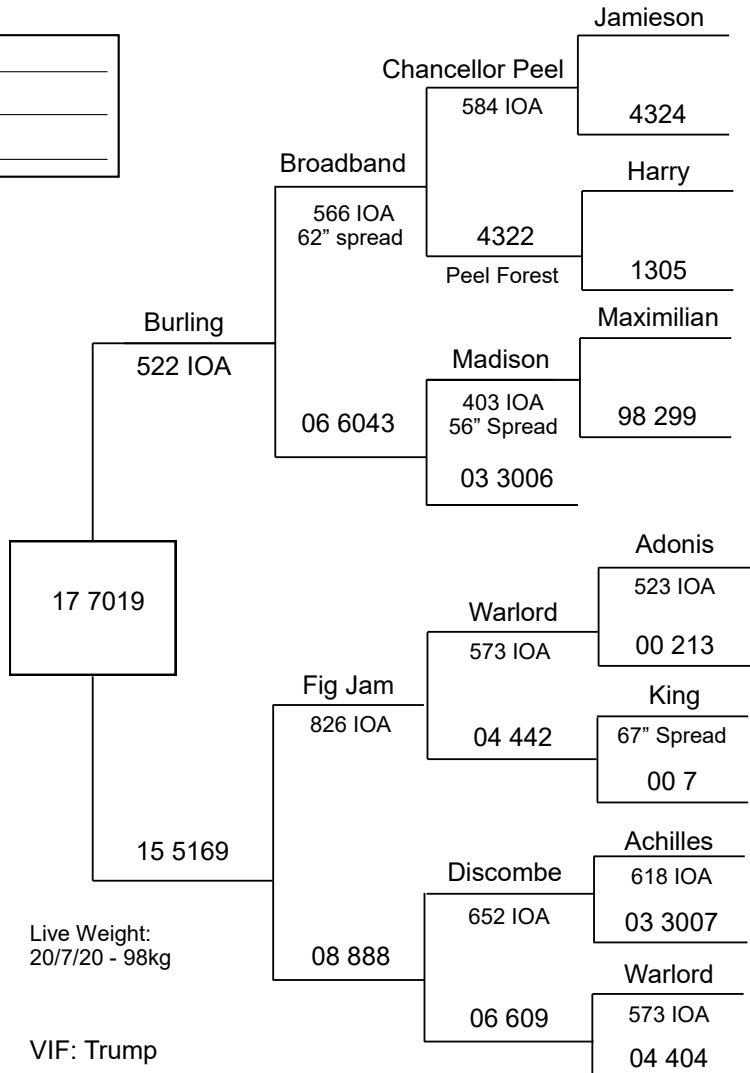 Jamieson
Chancellor Peel
584 IOA
4324
Broadband
Harry
566 IOA
62” spread
4322
Peel Forest
1305
Burling
522 IOA
Maximilian
Madison
403 IOA
56” Spread
06 6043
98 299
03 3006
17 7019
Adonis
523 IOA
Warlord
573 IOA
00 213
Fig Jam
826 IOA
King
67” Spread
04 442
00 7
15 5169
Achilles
618 IOA
Discombe
652 IOA
03 3007
Live Weight:
20/7/20 - 98kg
08 888
Warlord
573 IOA
06 609
04 404
VIF: Trump